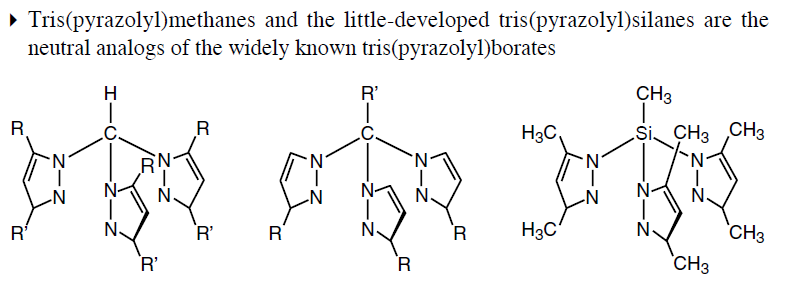 ▸ Tris(pyrazolyl)methanes and the little-developed tris(pyrazolyl)silanes are the
neutral analogs of the widely known tris(pyrazolyl)borates
H R' CH3
R C R C H3C Si CH3 CH3
N N R N N N N
N N N N N N N N N
N N N
R' R' R R H3C CH3
R' R CH3